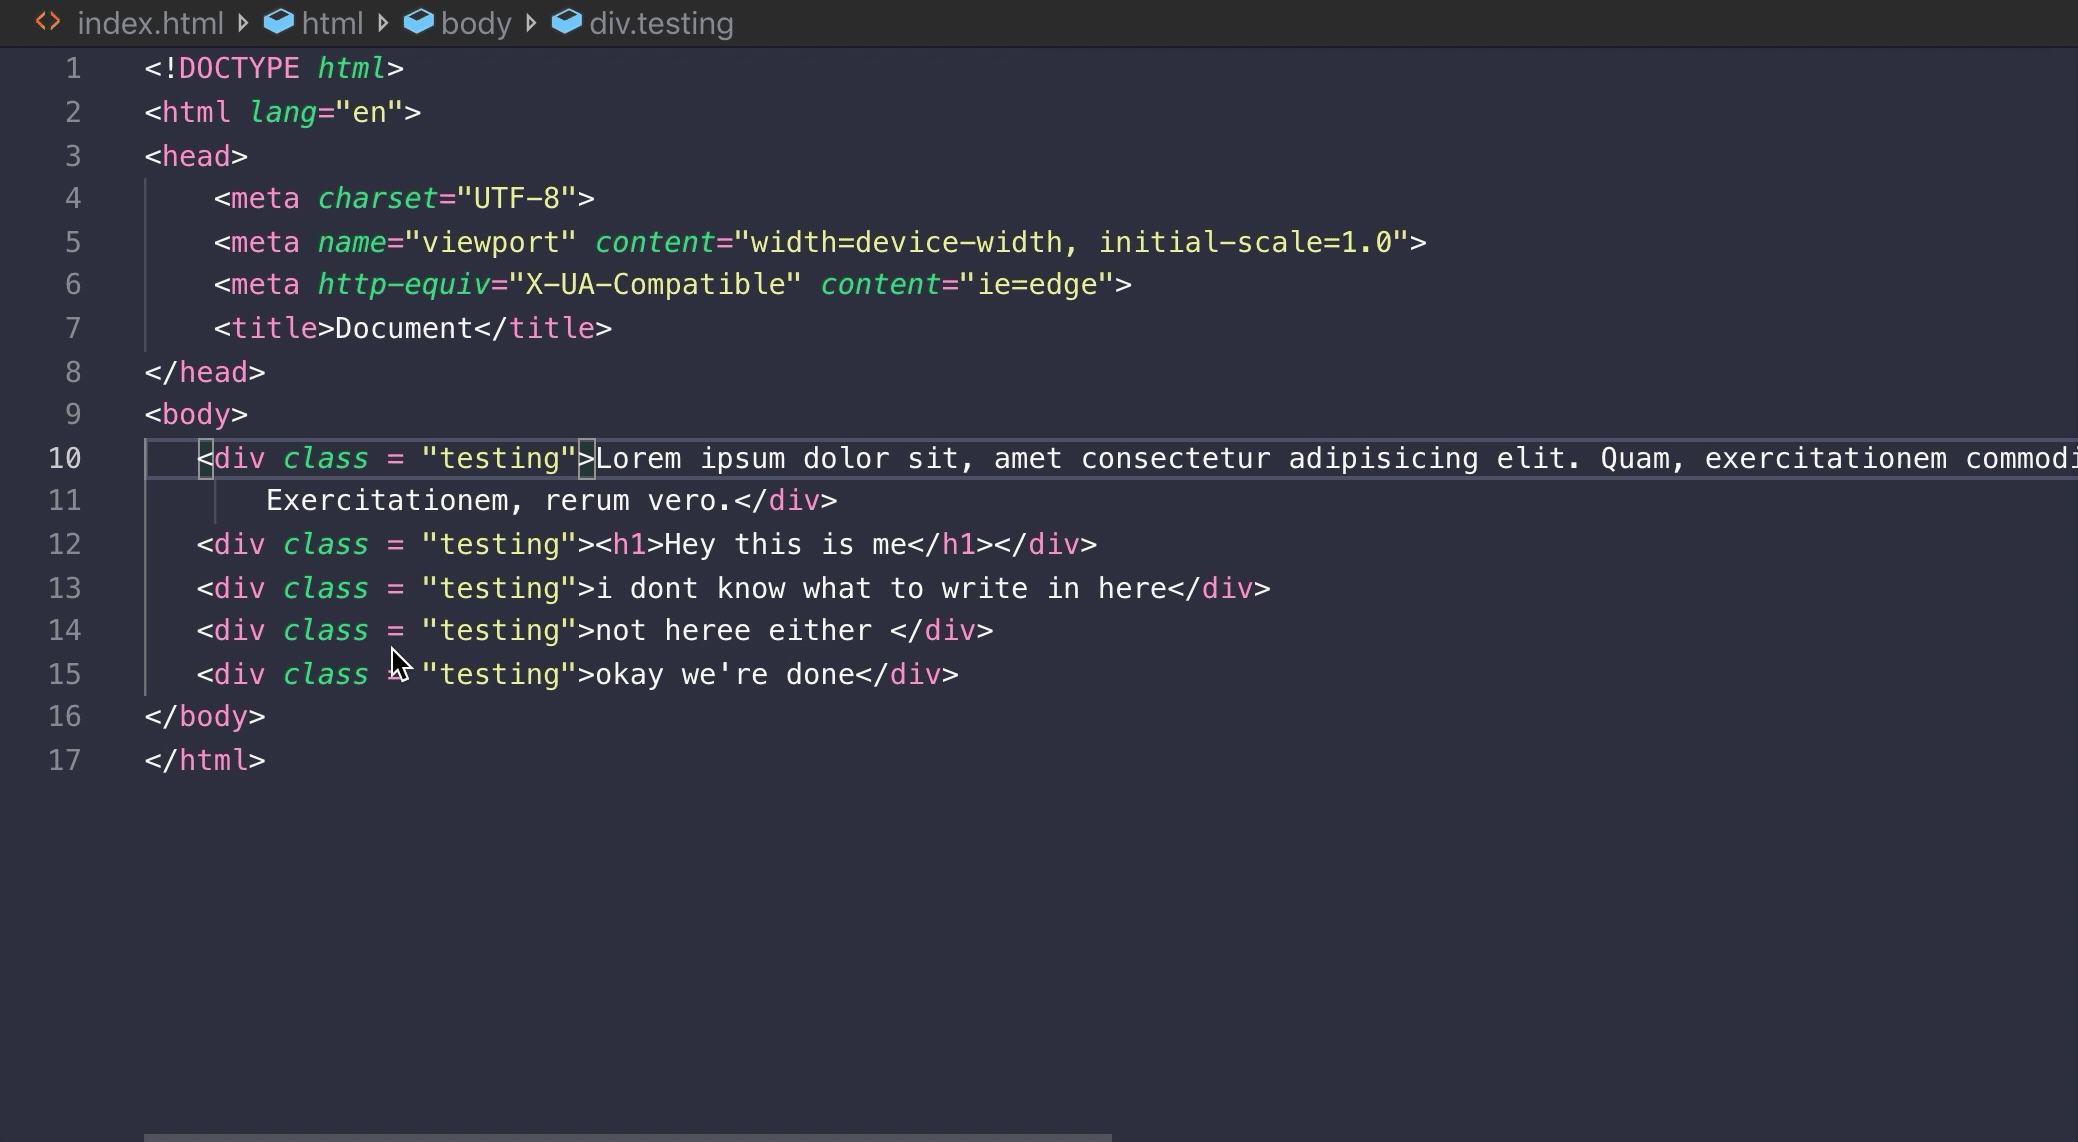 index.html html body div.testing
1 <!DOCTYPE html>
2 <html lang="en">
3 <head>
4     <meta charset="UTF-8">
5     <meta name="viewport" content="width=device-width, initial-scale=1.0">
6     <meta http-equiv="X-UA-Compatible" content="ie=edge">
7     <title>Document</title>
8 </head>
9 <body>
10    <div class = "testing">Lorem ipsum dolor sit, amet consectetur adipisicing elit. Quam, exercitationem commodi
11        Exercitationem, rerum vero.</div>
12    <div class = "testing"><h1>Hey this is me</h1></div>
13    <div class = "testing">i dont know what to write in here</div>
14    <div class = "testing">not heree either </div>
15    <div class = "testing">okay we're done</div>
16 </body>
17 </html>